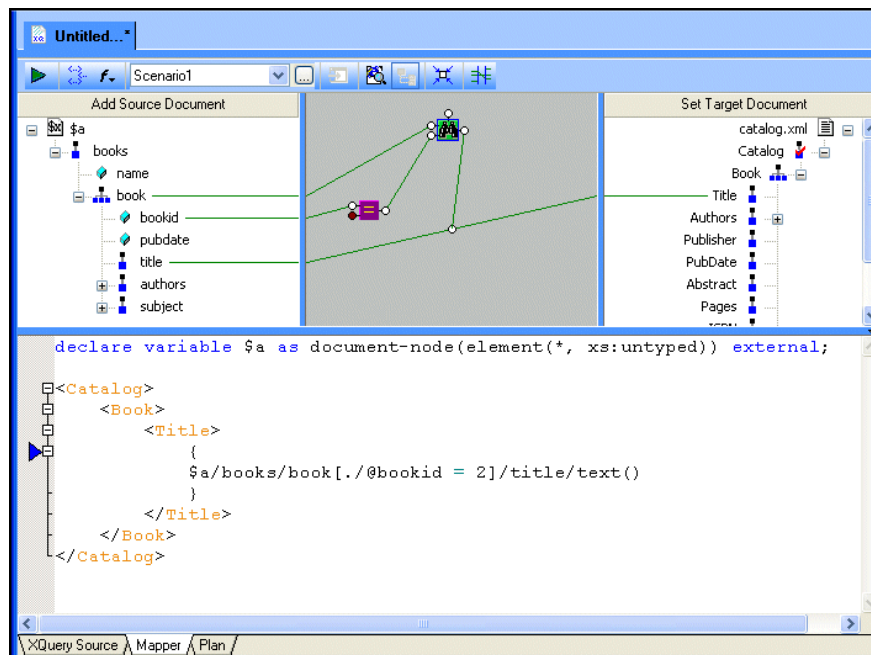 Untitled...*
f Scenario1 ...
Add Source Document
Set Target Document
$x $a
books
name
book
bookid
pubdate
title
authors
subject
=
catalog.xml
Catalog
Book
Title
Authors
Publisher
PubDate
Abstract
Pages
declare variable $a as document-node(element(*, xs:untyped)) external;
<Catalog>
<Book>
<Title>
{
$a/books/book[./@bookid = 2]/title/text()
}
</Title>
</Book>
</Catalog>
XQuery Source Mapper Plan